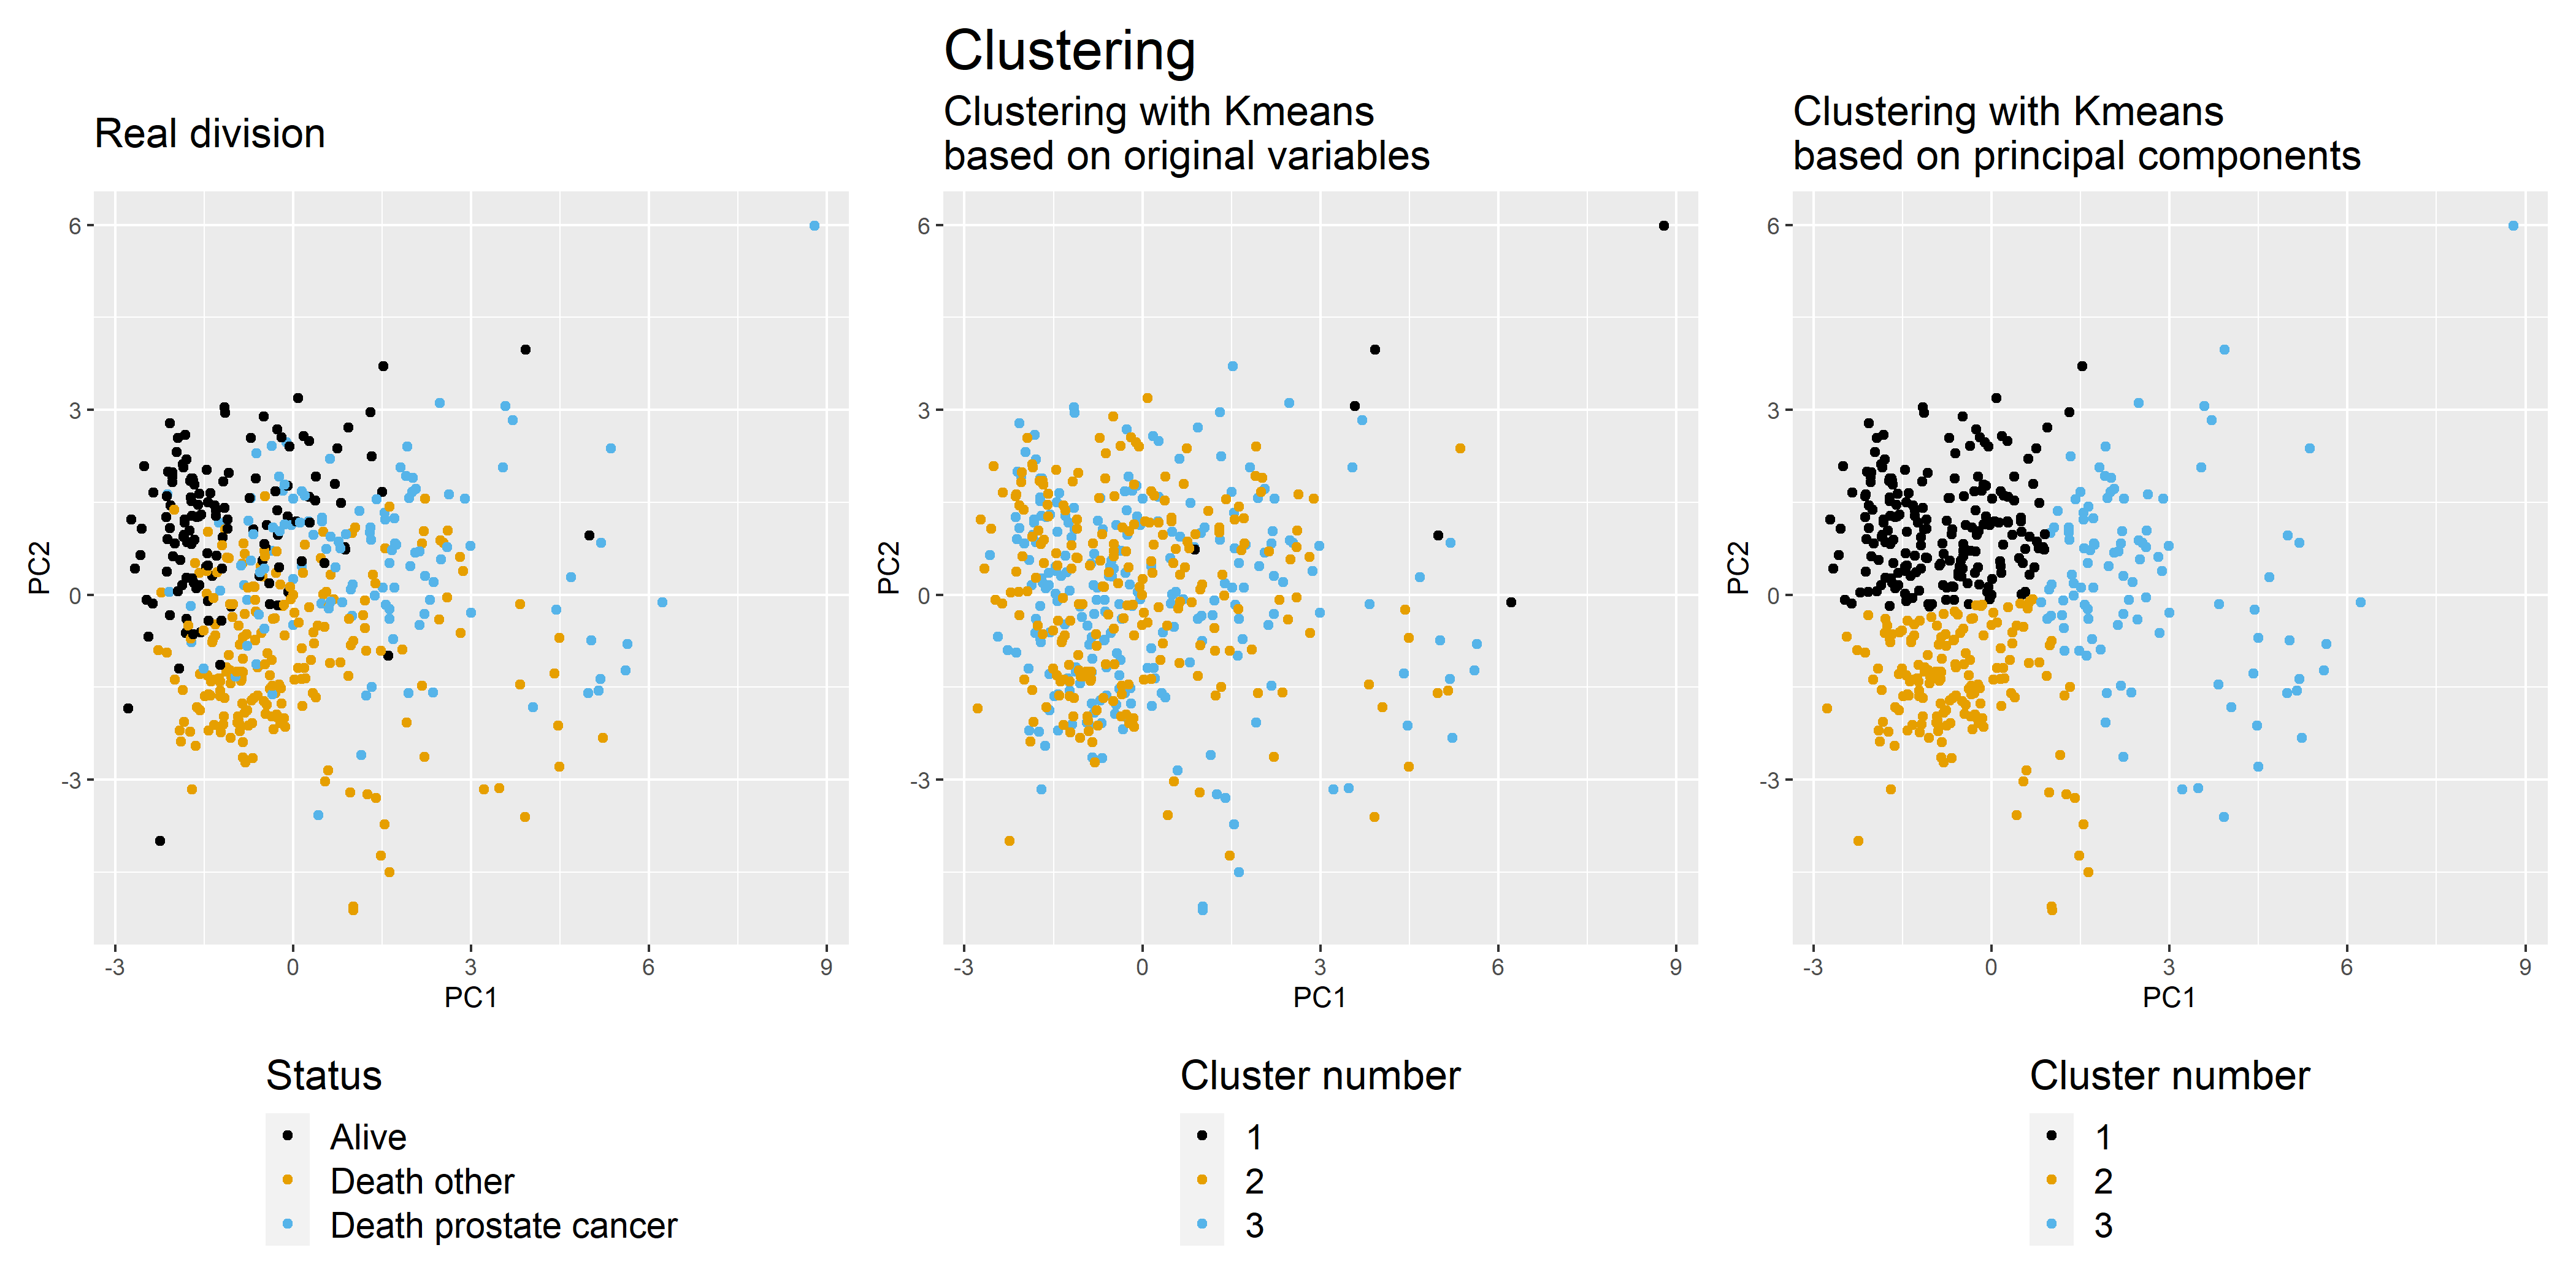 Clustering
Real division
Clustering with Kmeans
based on original variables
Clustering with Kmeans
based on principal components
6
3
0
-3
PC2
-3 0 3 6 9
PC1
6
3
0
-3
PC2
-3 0 3 6 9
PC1
6
3
0
-3
PC2
-3 0 3 6 9
PC1
Status
Alive
Death other
Death prostate cancer
Cluster number
1
2
3
Cluster number
1
2
3